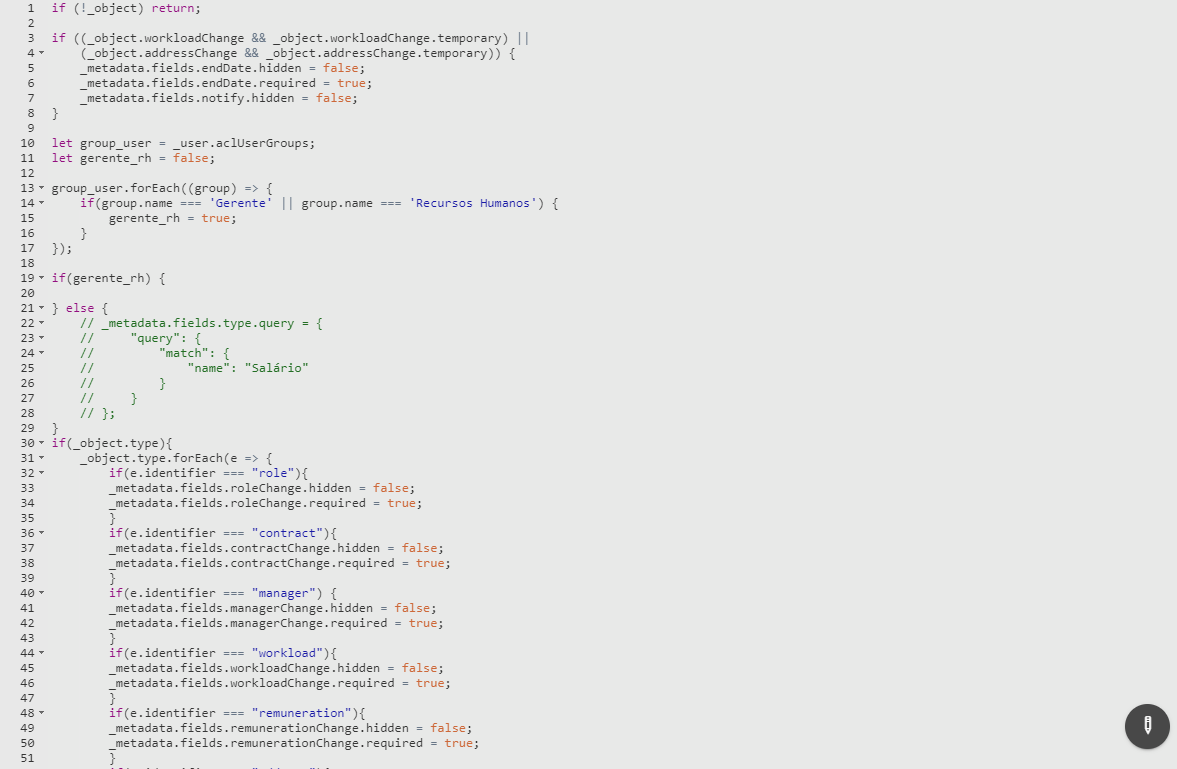 1 if (!_object) return;
2
3 if ((_object.workloadChange && _object.workloadChange.temporary) ||
4     (_object.addressChange && _object.addressChange.temporary)) {
5     _metadata.fields.endDate.hidden = false;
6     _metadata.fields.endDate.required = true;
7     _metadata.fields.notify.hidden = false;
8 }
9
10 let group_user = _user.aclUserGroups;
11 let gerente_rh = false;
12
13 group_user.forEach((group) => {
14     if(group.name === 'Gerente' || group.name === 'Recursos Humanos') {
15         gerente_rh = true;
16     }
17 });
18
19 if(gerente_rh) {
20
21 } else {
22     // _metadata.fields.type.query = {
23     //     "query": {
24     //         "match": {
25     //             "name": "Salário"
26     //         }
27     //     }
28     // };
29 }
30 if(_object.type){
31     _object.type.forEach(e => {
32         if(e.identifier === "role"){
33         _metadata.fields.roleChange.hidden = false;
34         _metadata.fields.roleChange.required = true;
35         }
36         if(e.identifier === "contract"){
37         _metadata.fields.contractChange.hidden = false;
38         _metadata.fields.contractChange.required = true;
39         }
40         if(e.identifier === "manager") {
41         _metadata.fields.managerChange.hidden = false;
42         _metadata.fields.managerChange.required = true;
43         }
44         if(e.identifier === "workload"){
45         _metadata.fields.workloadChange.hidden = false;
46         _metadata.fields.workloadChange.required = true;
47         }
48         if(e.identifier === "remuneration"){
49         _metadata.fields.remunerationChange.hidden = false;
50         _metadata.fields.remunerationChange.required = true;
51         }